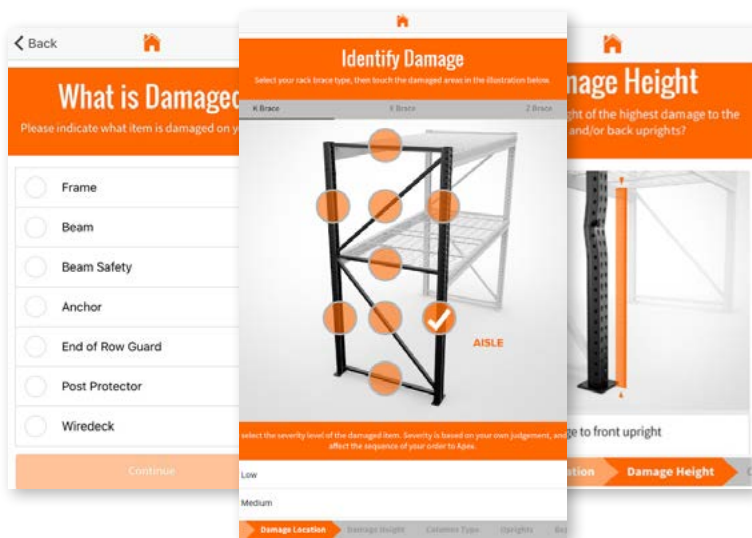 Back
What is Damaged
Please indicate what item is damaged on y
Frame
Beam
Beam Safety
Anchor
End of Row Guard
Post Protector
Wiredeck
Continue
Identify Damage
Select your rack brace type, then touch the damaged areas in the illustration below.
K Brace
X Brace
Z Brace
AISLE
select the severity level of the damaged item. Severity is based on your own judgement, and
affect the sequence of your order to Apex.
Low
Medium
Damage Location
Damage Height
Columns Type
Uprights
mage Height
ght of the highest damage to the
and/or back uprights?
ge to front upright
ation
Damage Height